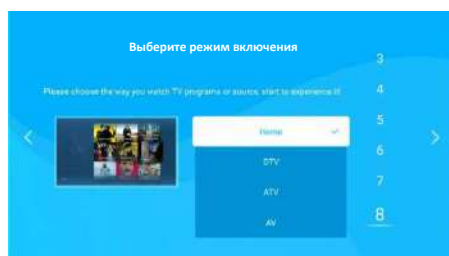 Выберите режим включения
Please choose the way you watch TV programs or source, start to experience it!
Home
DTV
ATV
AV
3
4
5
6
7
8